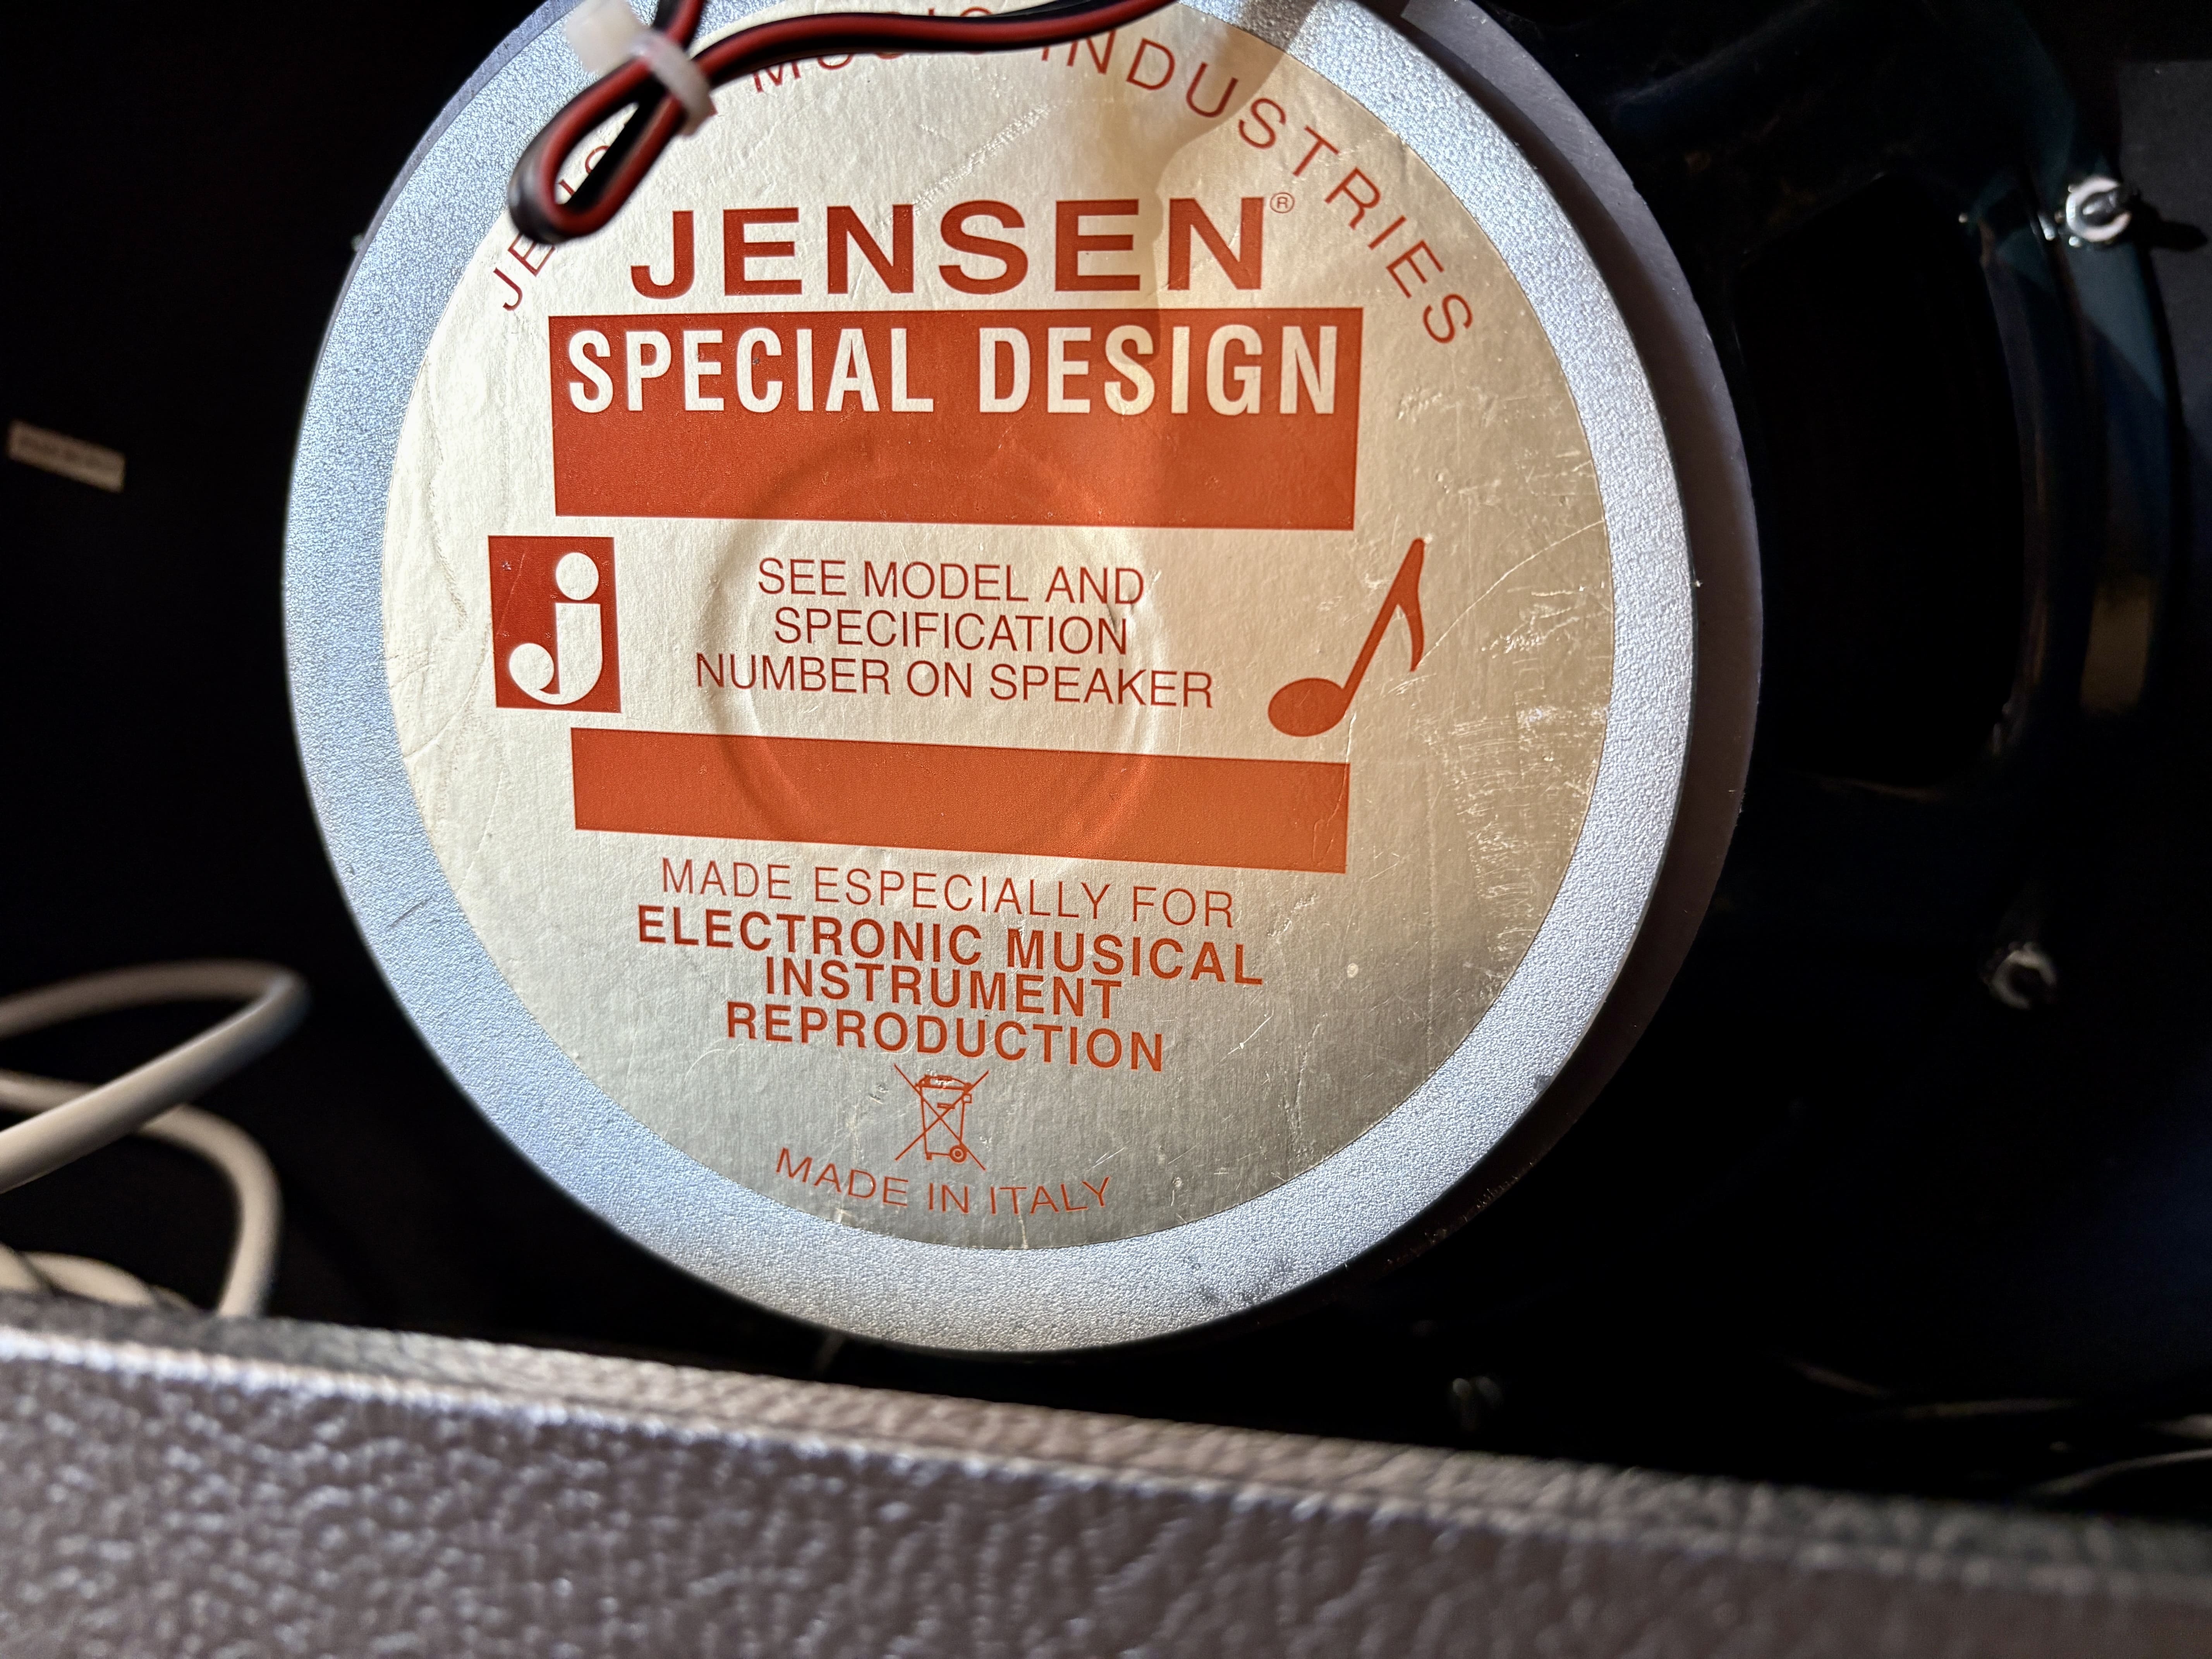 MUSIC INDUSTRIES
JENSEN®
SPECIAL DESIGN
j
SEE MODEL AND
SPECIFICATION
NUMBER ON SPEAKER
MADE ESPECIALLY FOR
ELECTRONIC MUSICAL
INSTRUMENT
REPRODUCTION
MADE IN ITALY